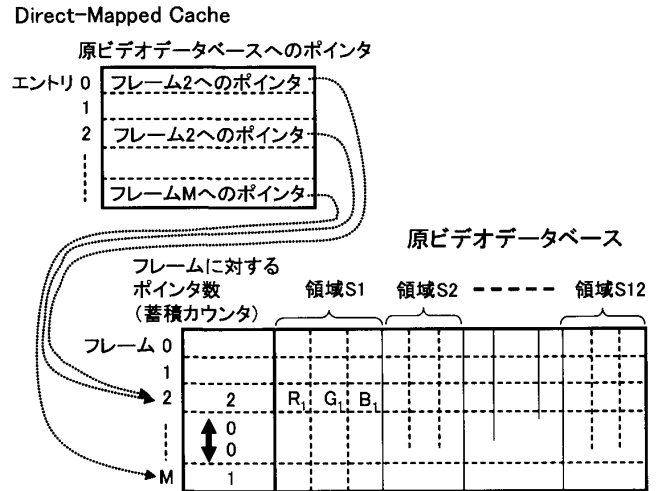 Direct-Mapped Cache
原ビデオデータベースへのポインタ
エントリ 0 フレーム2へのポインタ
1
2 フレーム2へのポインタ
フレームMへのポインタ
原ビデオデータベース
フレームに対する
ポインタ数
（蓄積カウンタ）
領域S1 領域S2 領域S12
フレーム 0
1
2 2 R₁ G₁ B₁
0
0
M 1